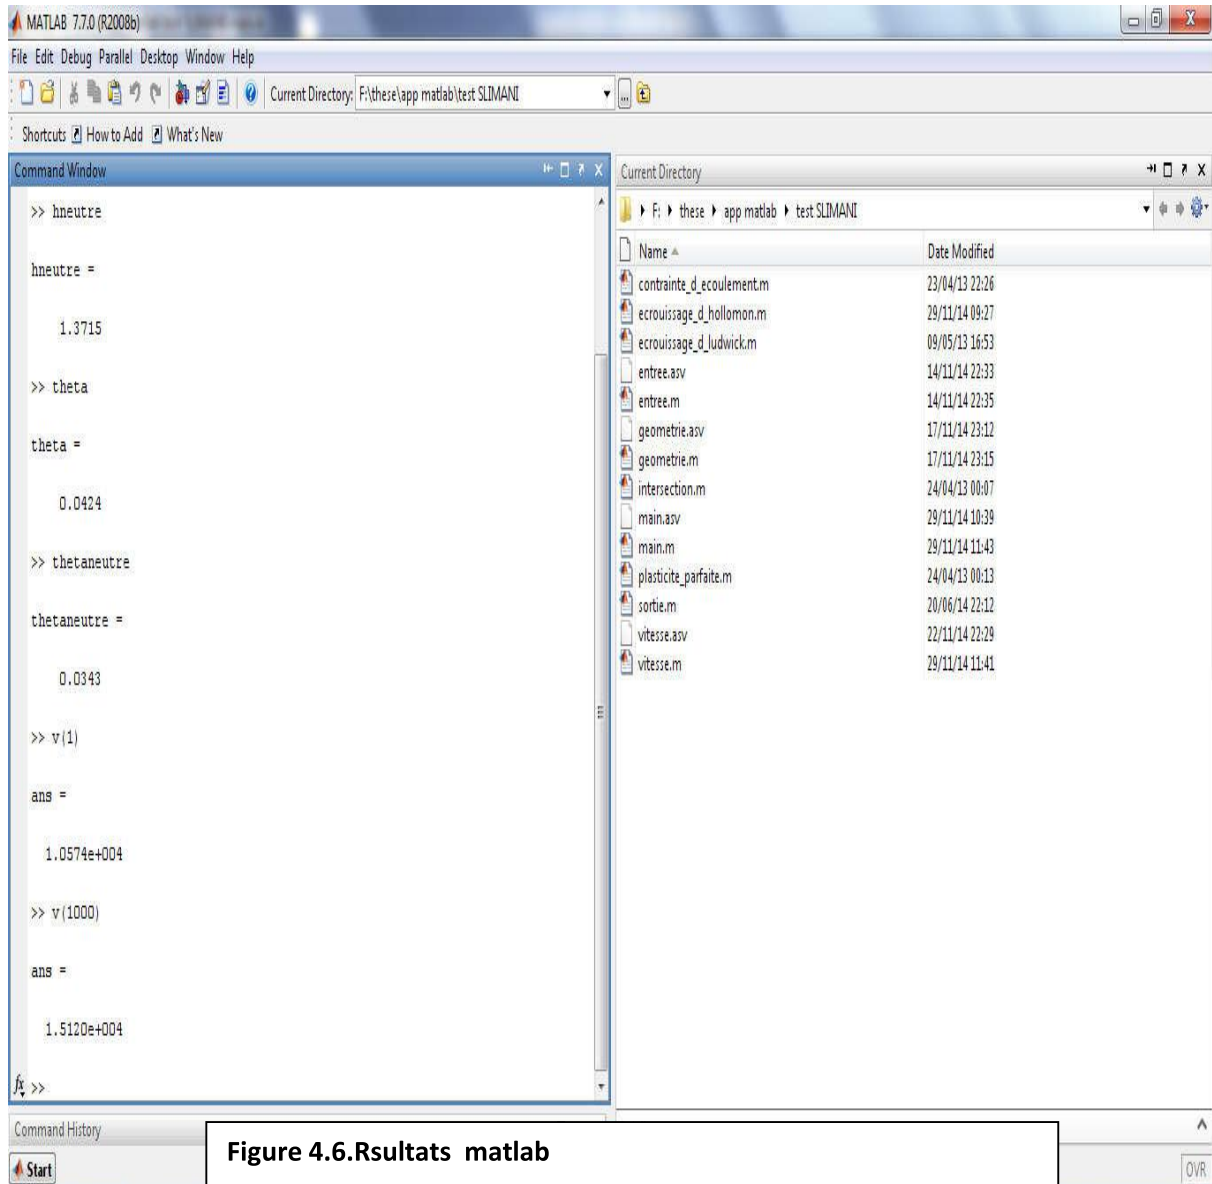 MATLAB 7.7.0 (R2008b)
File Edit Debug Parallel Desktop Window Help
Current Directory: F:\these\app matlab\test SLIMANI
Shortcuts How to Add What's New
Command Window
>> hneutre
hneutre =
1.3715
>> theta
theta =
0.0424
>> thetaneutre
thetaneutre =
0.0343
>> v(1)
ans =
1.0574e+004
>> v(1000)
ans =
1.5120e+004
fx >>
Command History
Start
Current Directory
F: these app matlab test SLIMANI
Name Date Modified
contrainte_d_ecoulement.m 23/04/13 22:26
ecrouissage_d_hollomon.m 29/11/14 09:27
ecrouissage_d_ludwick.m 09/05/13 16:53
entree.asv 14/11/14 22:33
entree.m 14/11/14 22:35
geometrie.asv 17/11/14 23:12
geometrie.m 17/11/14 23:15
intersection.m 24/04/13 00:07
main.asv 29/11/14 10:39
main.m 29/11/14 11:43
plasticite_parfaite.m 24/04/13 00:13
sortie.m 20/06/14 22:12
vitesse.asv 22/11/14 22:29
vitesse.m 29/11/14 11:41
Figure 4.6.Rsultats matlab
OVR